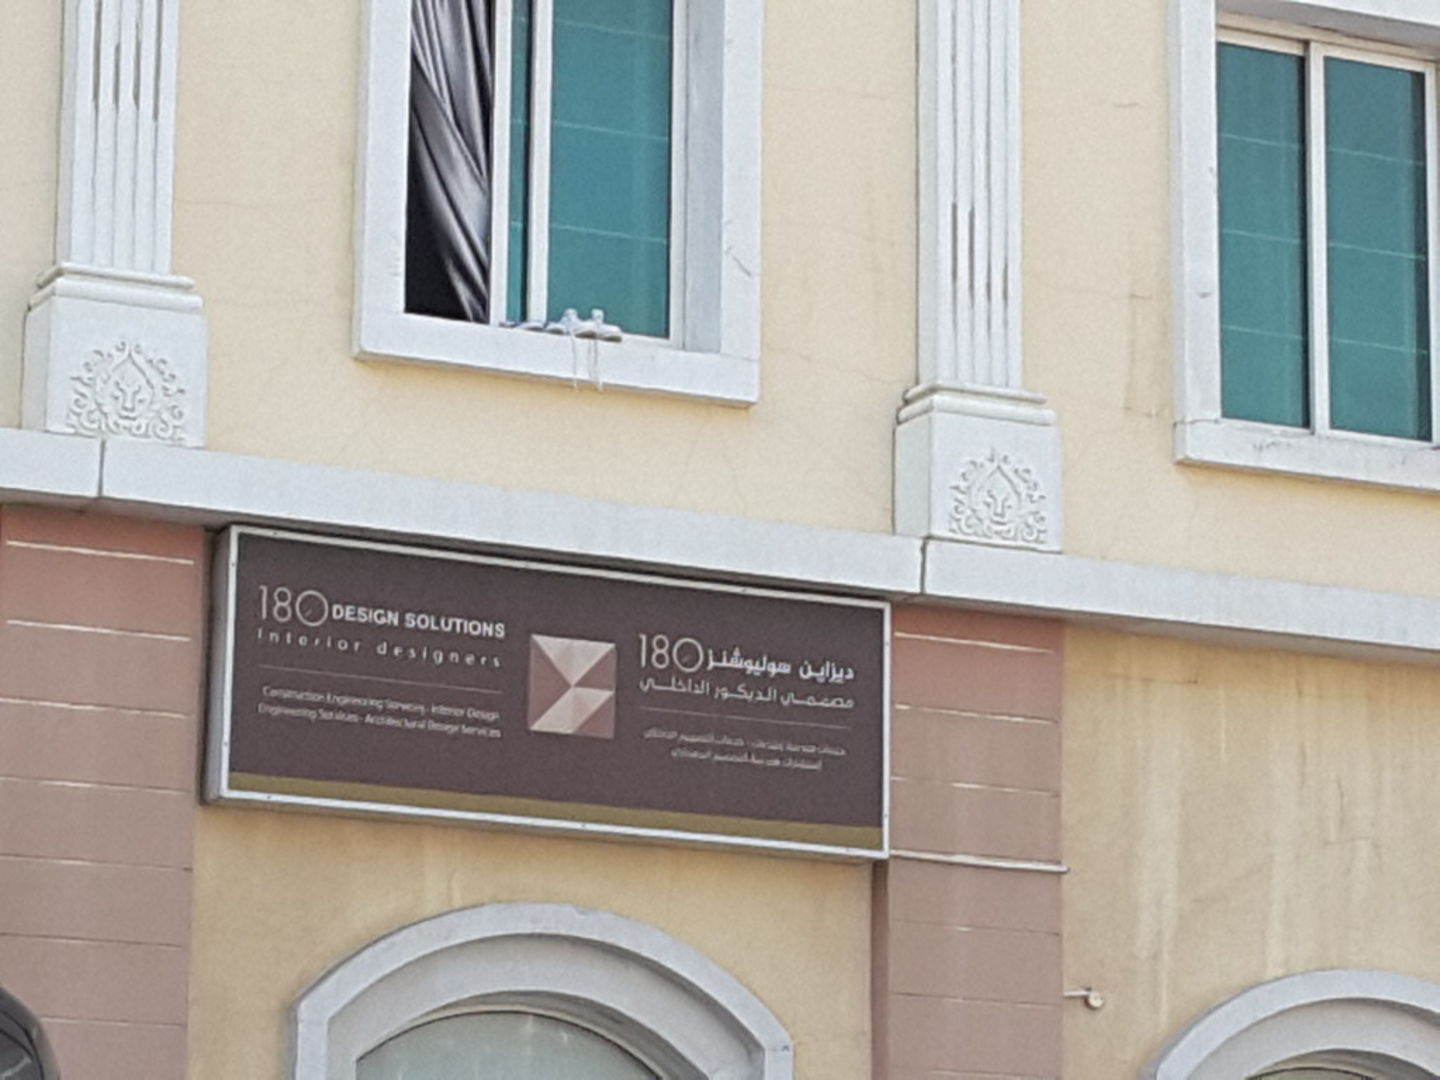 180 DESIGN SOLUTIONS
Interior designers
Construction Engineering Services - Interior Design
Engineering Services - Architectural Design Services
180 ديزاين سوليوشنز
مصممي الديكور الداخلي